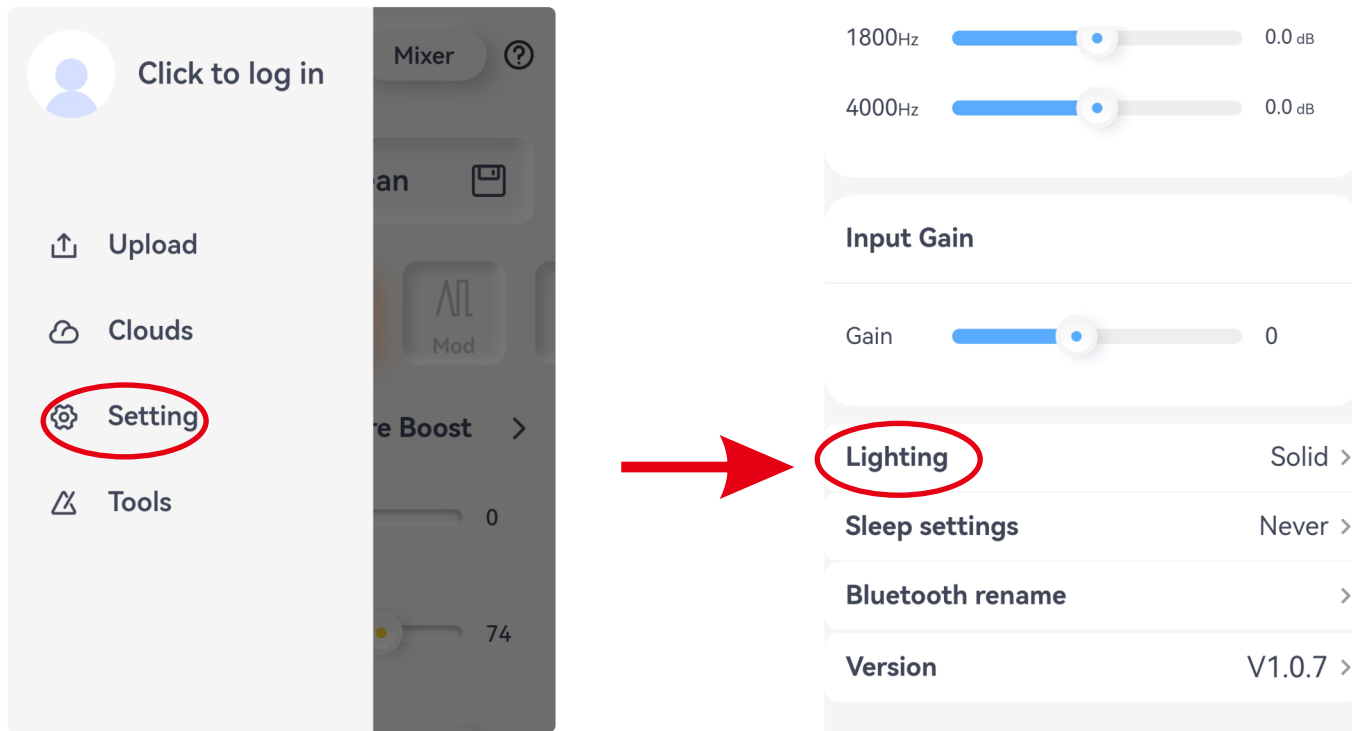 Click to log in
Mixer
?
an
Upload
Clouds
Mod
Setting
re Boost
Tools
0
74
1800Hz 0.0 dB
4000Hz 0.0 dB
Input Gain
Gain 0
Lighting Solid >
Sleep settings Never >
Bluetooth rename >
Version V1.0.7 >